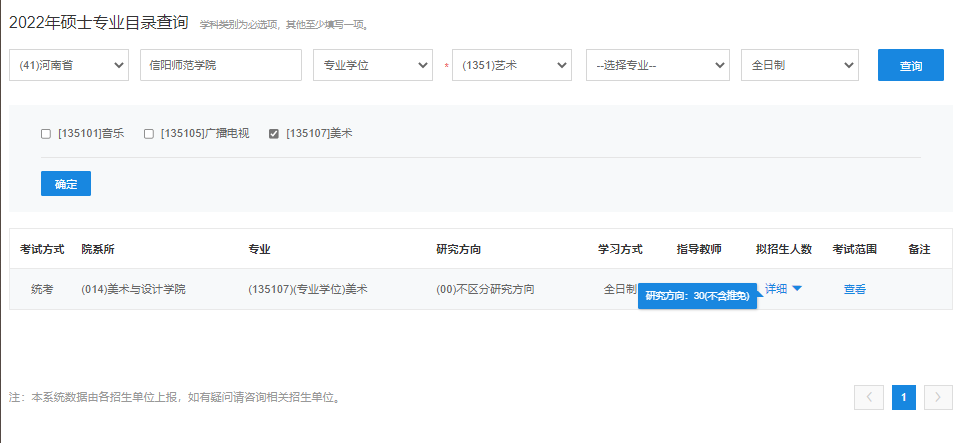 2022年硕士专业目录查询 学科类别为必选项，其他至少填写一项。
(41)河南省 信阳师范学院 专业学位 * (1351)艺术 --选择专业-- 全日制 查询
[135101]音乐 [135105]广播电视 [135107]美术
确定
考试方式 院系所 专业 研究方向 学习方式 指导教师 拟招生人数 考试范围 备注
统考 (014)美术与设计学院 (135107)(专业学位)美术 (00)不区分研究方向 全日制 详细 查看
研究方向：30(不含推免)
注：本系统数据由各招生单位上报，如有疑问请咨询相关招生单位。 1